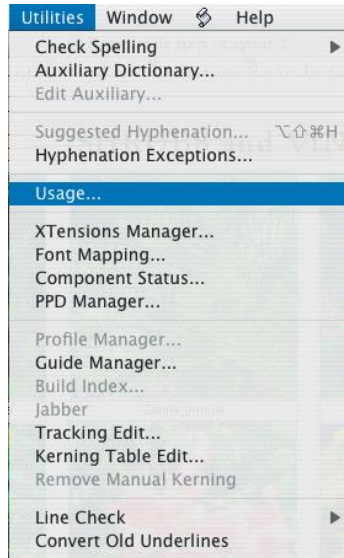 Utilities Window Help
Check Spelling
Auxiliary Dictionary...
Edit Auxiliary...
Suggested Hyphenation... ⌥⇧⌘H
Hyphenation Exceptions...
Usage...
XTensions Manager...
Font Mapping...
Component Status...
PPD Manager...
Profile Manager...
Guide Manager...
Build Index...
Jabber
Tracking Edit...
Kerning Table Edit...
Remove Manual Kerning
Line Check
Convert Old Underlines